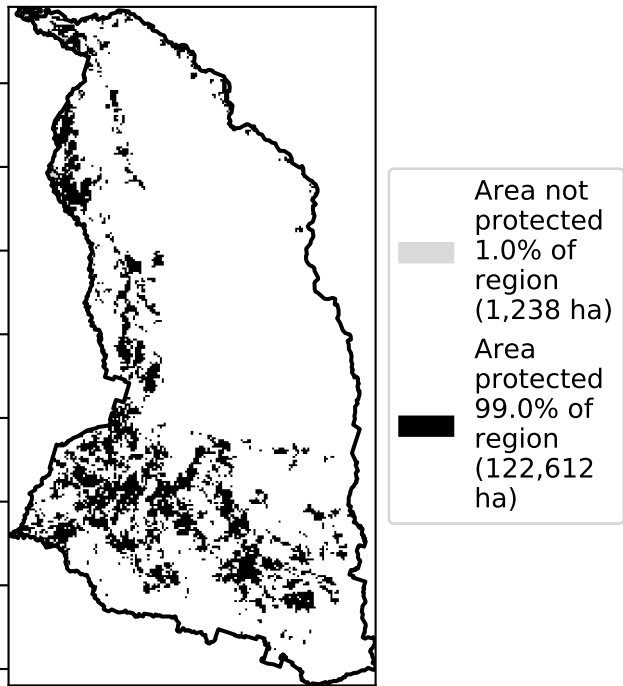 Area not
protected
1.0% of
region
(1,238 ha)
Area
protected
99.0% of
region
(122,612
ha)